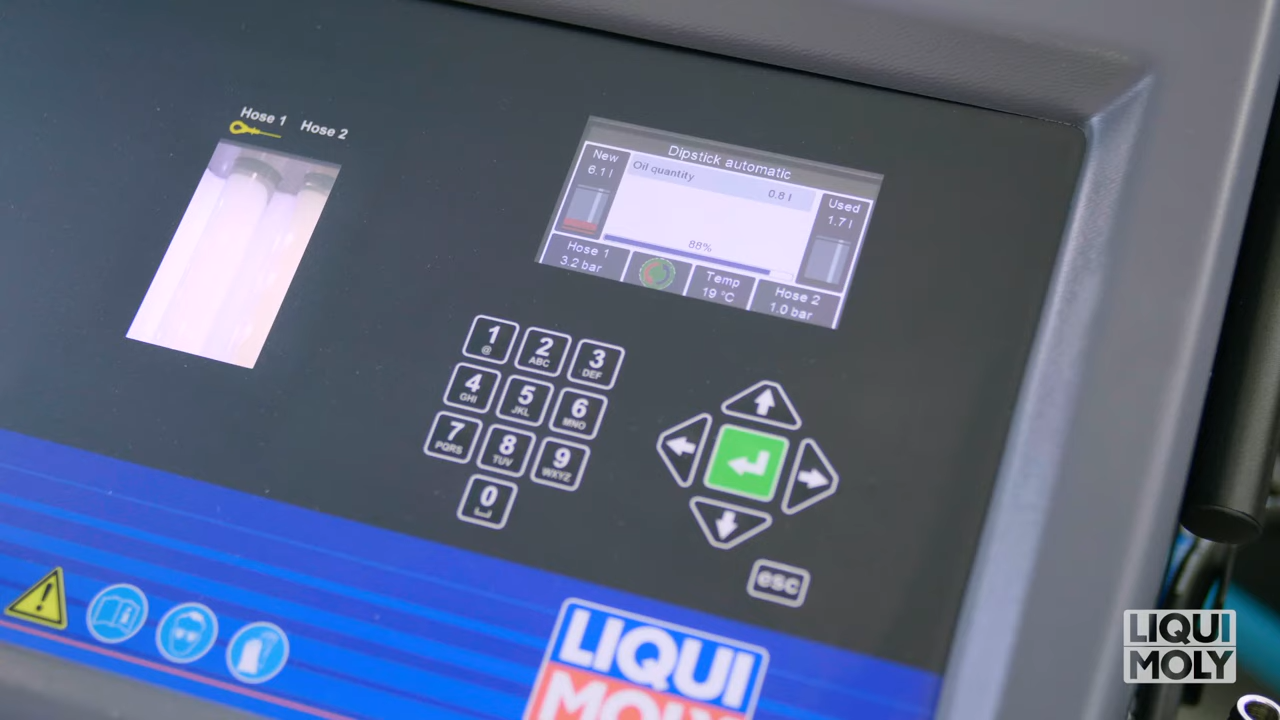 Hose 1 Hose 2
Dipstick automatic
New
6.1 l
Oil quantity
0.8 l
Used
1.7 l
88%
Hose 1
3.2 bar
Temp
19 °C
Hose 2
1.0 bar
1 2 3
@ ABC DEF
4 5 6
GHI JKL MNO
7 8 9
PQRS TUV WXYZ
0
esc
LIQUI
MOLY
LIQUI
MOLY